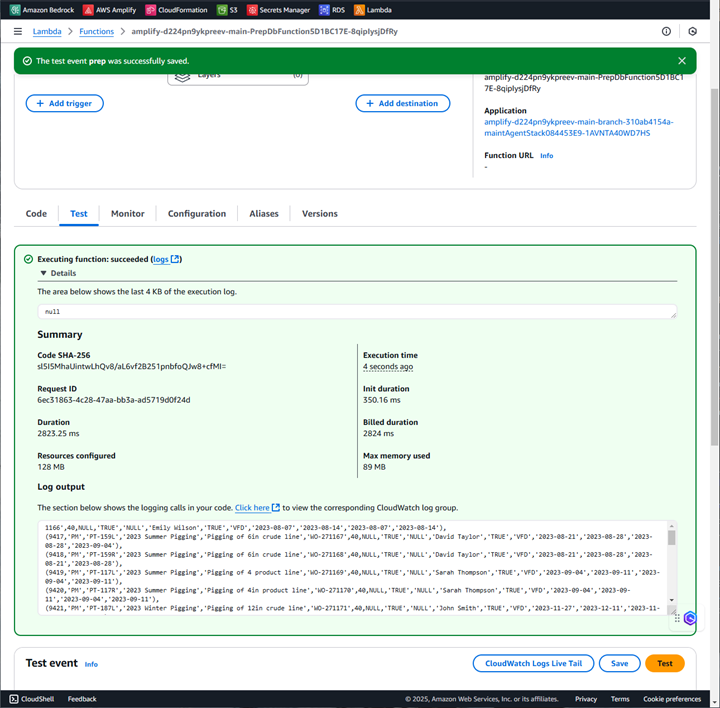 Amazon Bedrock AWS Amplify CloudFormation S3 Secrets Manager RDS Lambda
Lambda > Functions > amplify-d224pn9ykpreev-main-PrepDbFunction5D1BC17E-8qiplysjDfRy
The test event prep was successfully saved.
Layers (0)
+ Add trigger
+ Add destination
amplify-d224pn9ykpreev-main-PrepDbFunction5D1BC1
7E-8qiplysjDfRy
Application
amplify-d224pn9ykpreev-main-branch-310ab4154a-
maintAgentStack084453E9-1AVNTA40WD7HS
Function URL Info
-
Code Test Monitor Configuration Aliases Versions
Executing function: succeeded (logs)
Details
The area below shows the last 4 KB of the execution log.
null
Summary
Code SHA-256
sl5I5MhaUintwLhQv8/aL6vf2B251pnbfoQJw8+cfMI=
Execution time
4 seconds ago
Request ID
6ec31863-4c28-47aa-bb3a-ad5719d0f24d
Init duration
350.16 ms
Duration
2823.25 ms
Billed duration
2824 ms
Resources configured
128 MB
Max memory used
89 MB
Log output
The section below shows the logging calls in your code. Click here to view the corresponding CloudWatch log group.
1166',40,NULL,'TRUE','NULL','Emily Wilson','TRUE','VFD','2023-08-07','2023-08-14','2023-08-07','2023-08-14'),
(9417,'PM','PT-159L','2023 Summer Pigging','Pigging of 6in crude line','WO-271167',40,NULL,'TRUE','NULL','David Taylor','TRUE','VFD','2023-08-21','2023-08-28','2023-
08-28','2023-09-04'),
(9418,'PM','PT-159R','2023 Summer Pigging','Pigging of 6in crude line','WO-271168',40,NULL,'TRUE','NULL','David Taylor','TRUE','VFD','2023-08-21','2023-08-28','2023-
08-21','2023-08-28'),
(9419,'PM','PT-117L','2023 Summer Pigging','Pigging of 4 product line','WO-271169',40,NULL,'TRUE','NULL','Sarah Thompson','TRUE','VFD','2023-09-04','2023-09-11','2023-
09-04','2023-09-11'),
(9420,'PM','PT-117R','2023 Summer Pigging','Pigging of 4in product line','WO-271170',40,NULL,'TRUE','NULL','Sarah Thompson','TRUE','VFD','2023-09-04','2023-09-
11','2023-09-04','2023-09-11'),
(9421,'PM','PT-187L','2023 Winter Pigging','Pigging of 12in crude line','WO-271171',40,NULL,'TRUE','NULL','John Smith','TRUE','VFD','2023-11-27','2023-12-11','2023-11-
Test event Info
CloudWatch Logs Live Tail
Save
Test
CloudShell Feedback © 2025, Amazon Web Services, Inc. or its affiliates. Privacy Terms Cookie preferences